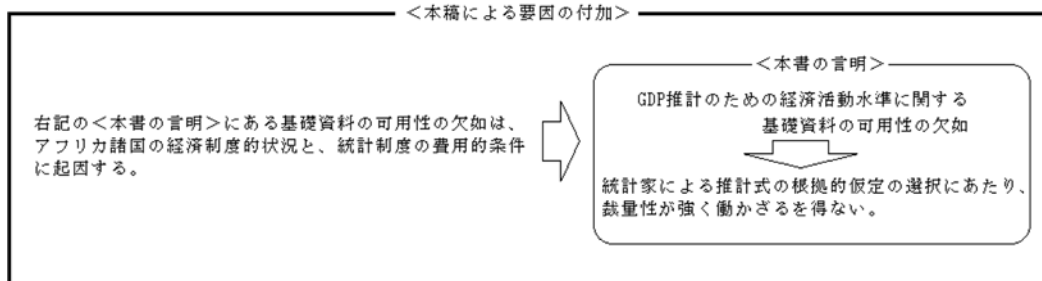 ＜本稿による要因の付加＞
右記の＜本書の言明＞にある基礎資料の可用性の欠如は、
アフリカ諸国の経済制度的状況と、統計制度の費用的条件
に起因する。
＜本書の言明＞
GDP推計のための経済活動水準に関する
基礎資料の可用性の欠如
統計家による推計式の根拠的仮定の選択にあたり、
裁量性が強く働かざるを得ない。